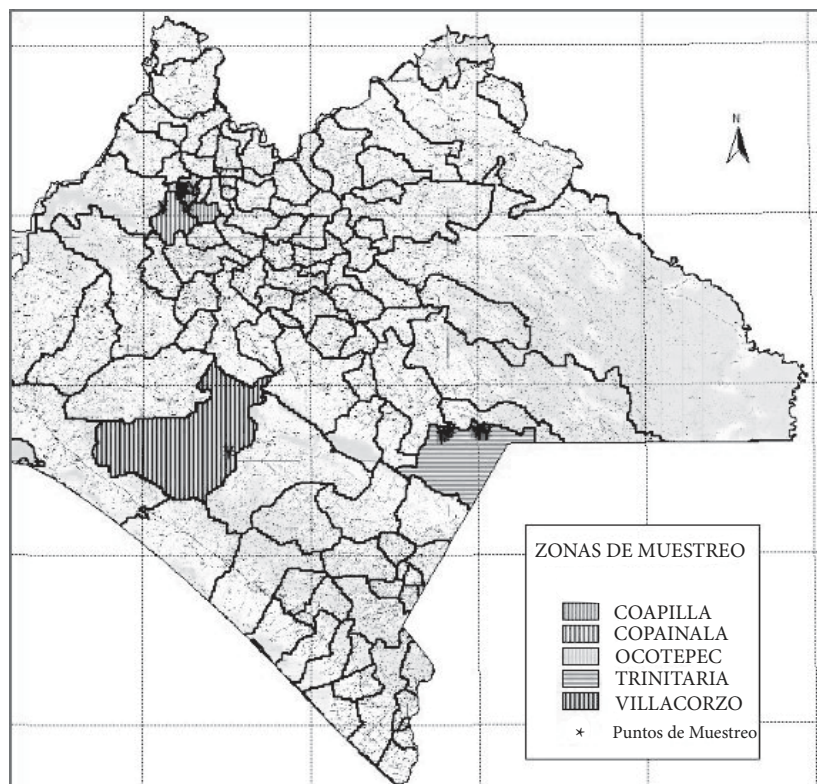 N
ZONAS DE MUESTREO
COAPILLA
COPAINALA
OCOTEPEC
TRINITARIA
VILLACORZO
Puntos de Muestreo